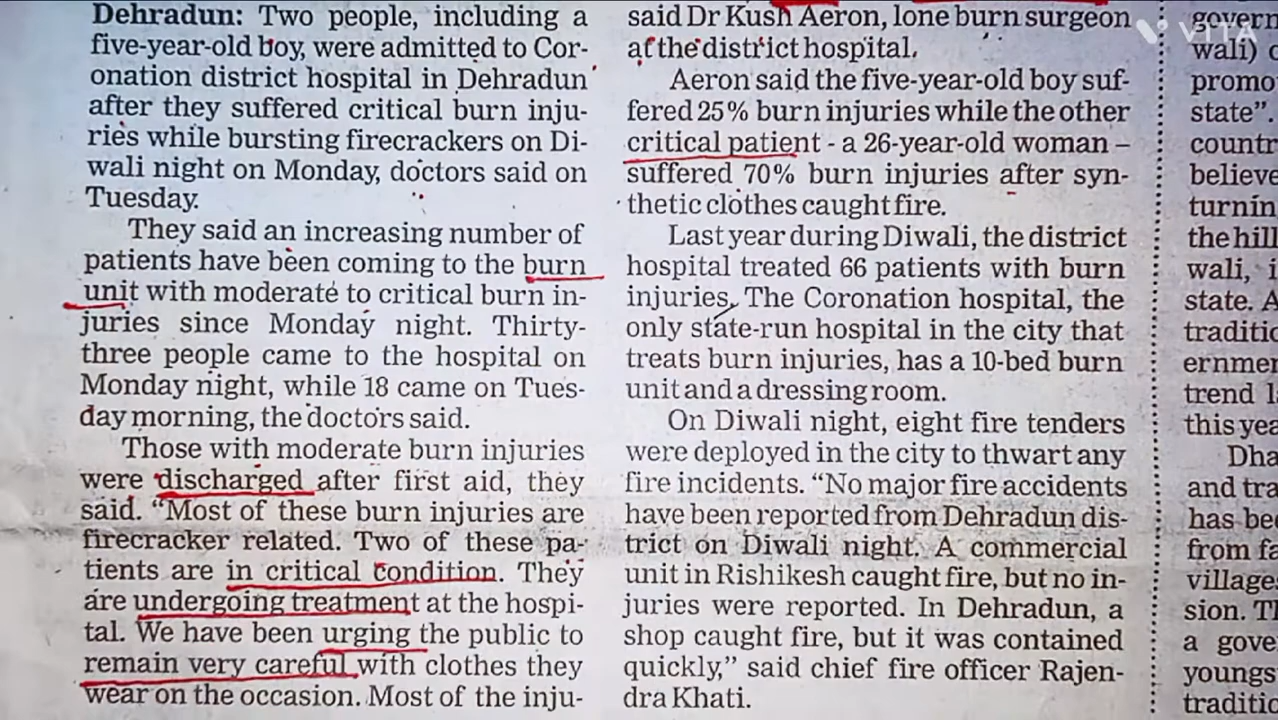 Dehradun: Two people, including a
five-year-old boy, were admitted to Cor-
onation district hospital in Dehradun
after they suffered critical burn inju-
ries while bursting firecrackers on Di-
wali night on Monday, doctors said on
Tuesday.
They said an increasing number of
patients have been coming to the burn
unit with moderate to critical burn in-
juries since Monday night. Thirty-
three people came to the hospital on
Monday night, while 18 came on Tues-
day morning, the doctors said.
Those with moderate burn injuries
were discharged after first aid, they
said. “Most of these burn injuries are
firecracker related. Two of these pa-
tients are in critical condition. They
are undergoing treatment at the hospi-
tal. We have been urging the public to
remain very careful with clothes they
wear on the occasion. Most of the inju-
said Dr Kush Aeron, lone burn surgeon
at the district hospital.
Aeron said the five-year-old boy suf-
fered 25% burn injuries while the other
critical patient - a 26-year-old woman –
suffered 70% burn injuries after syn-
thetic clothes caught fire.
Last year during Diwali, the district
hospital treated 66 patients with burn
injuries. The Coronation hospital, the
only state-run hospital in the city that
treats burn injuries, has a 10-bed burn
unit and a dressing room.
On Diwali night, eight fire tenders
were deployed in the city to thwart any
fire incidents. “No major fire accidents
have been reported from Dehradun dis-
trict on Diwali night. A commercial
unit in Rishikesh caught fire, but no in-
juries were reported. In Dehradun, a
shop caught fire, but it was contained
quickly,” said chief fire officer Rajen-
dra Khati.
govern
wali) c
promo
state”.
countr
believe
turnin
the hill
wali, i
state. A
traditio
ernmen
trend l
this yea
Dha
and tra
has bee
from fa
village
sion. Th
a gove
youngs
traditio
VITA